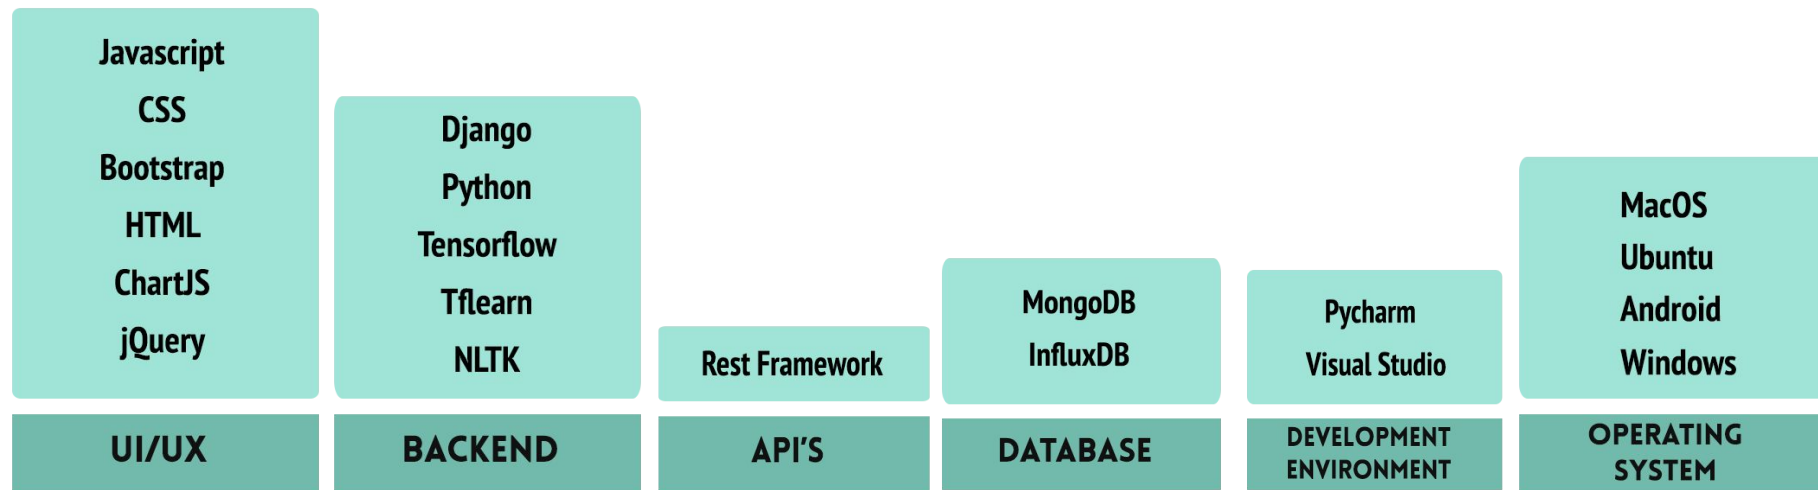 Javascript
CSS
Bootstrap
HTML
ChartJS
jQuery
UI/UX
Django
Python
Tensorflow
Tflearn
NLTK
BACKEND
Rest Framework
API'S
MongoDB
InfluxDB
DATABASE
Pycharm
Visual Studio
DEVELOPMENT
ENVIRONMENT
MacOS
Ubuntu
Android
Windows
OPERATING
SYSTEM